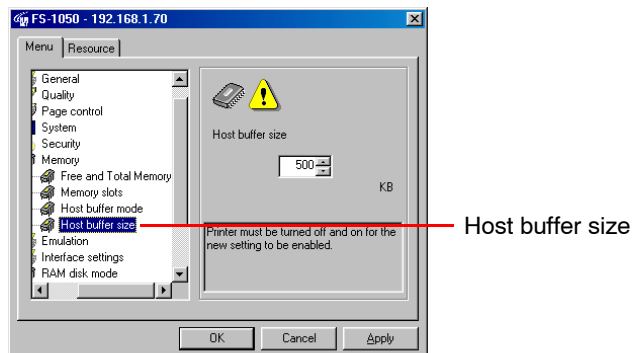 FS-1050 - 192.168.1.70
Menu
Resource
General
Quality
Page control
System
Security
Memory
Free and Total Memory
Memory slots
Host buffer mode
Host buffer size
Emulation
Interface settings
RAM disk mode
Host buffer size
500
KB
Printer must be turned off and on for the
new setting to be enabled.
OK
Cancel
Apply
Host buffer size